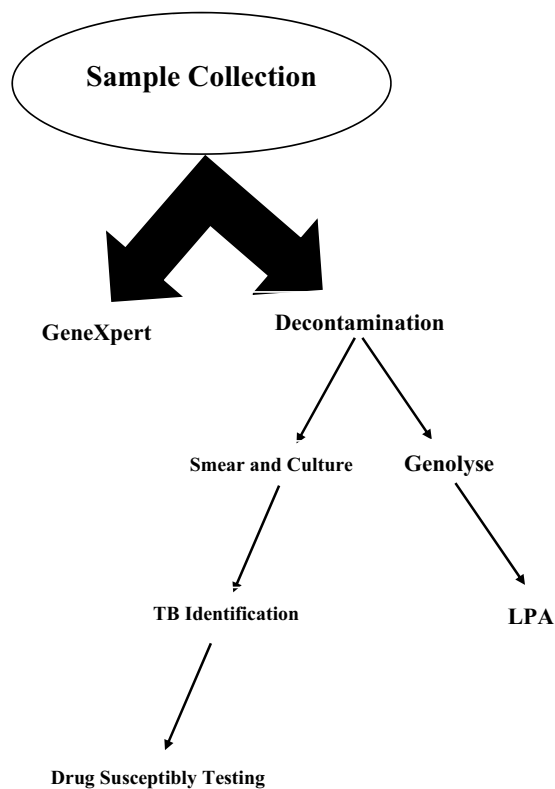 Sample Collection
GeneXpert
Decontamination
Smear and Culture
Genolyse
TB Identification
LPA
Drug Susceptibly Testing